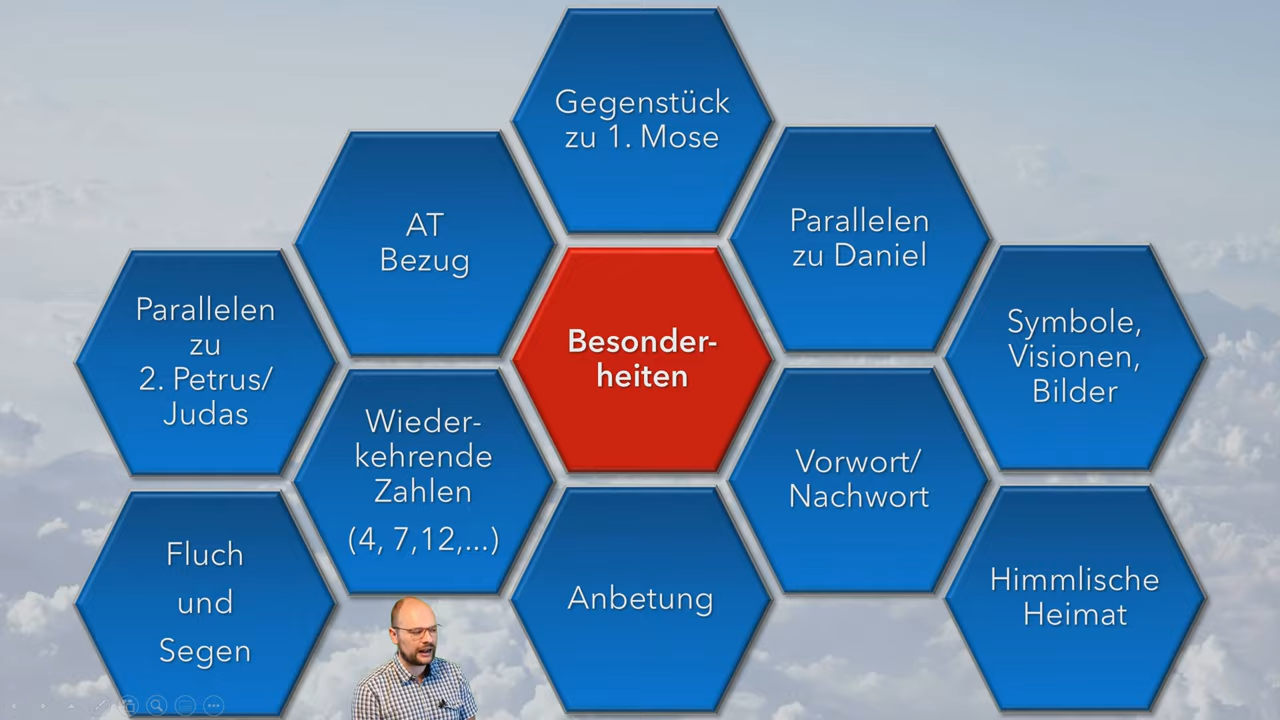 Gegenstück
zu 1. Mose
AT
Bezug
Parallelen
zu Daniel
Parallelen
zu
2. Petrus/
Judas
Besonder-
heiten
Symbole,
Visionen,
Bilder
Wieder-
kehrende
Zahlen
(4, 7,12,...)
Vorwort/
Nachwort
Fluch
und
Segen
Anbetung
Himmlische
Heimat